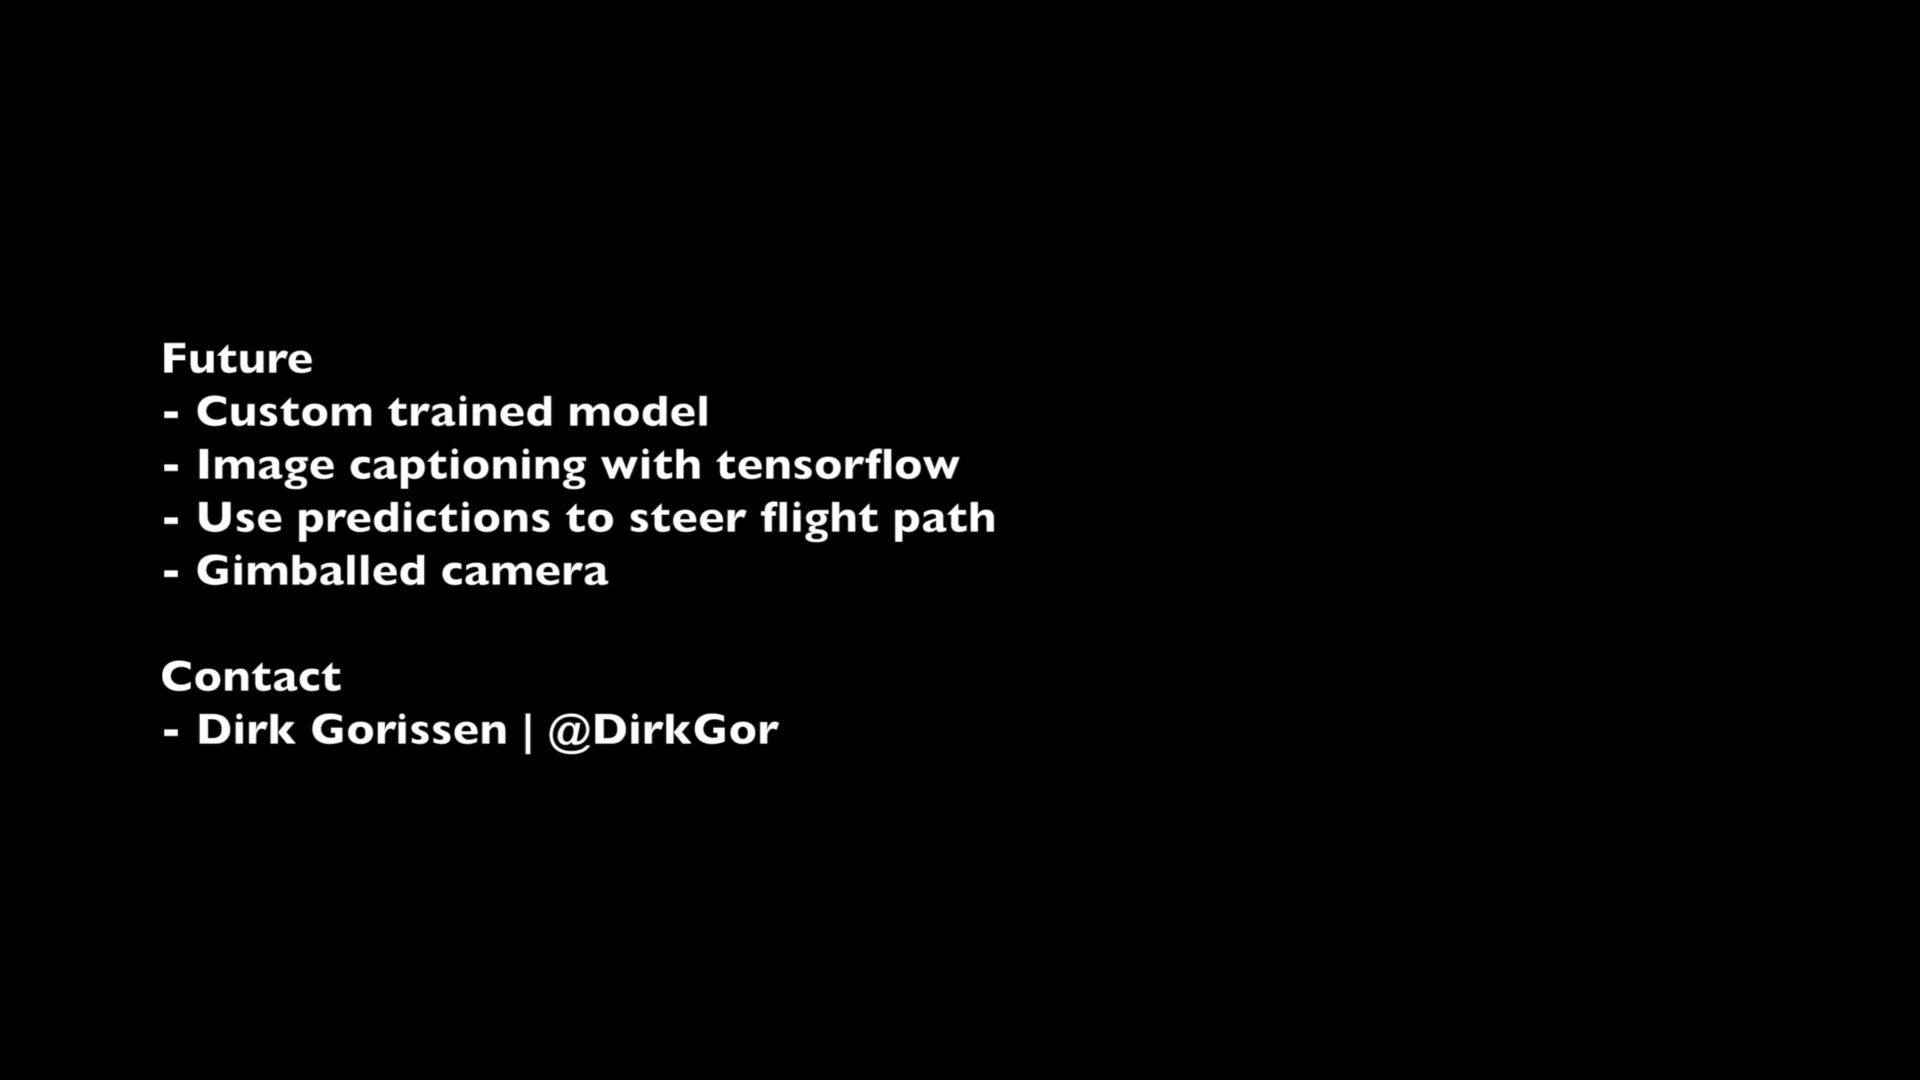 Future
- Custom trained model
- Image captioning with tensorflow
- Use predictions to steer flight path
- Gimballed camera
Contact
- Dirk Gorissen | @DirkGor